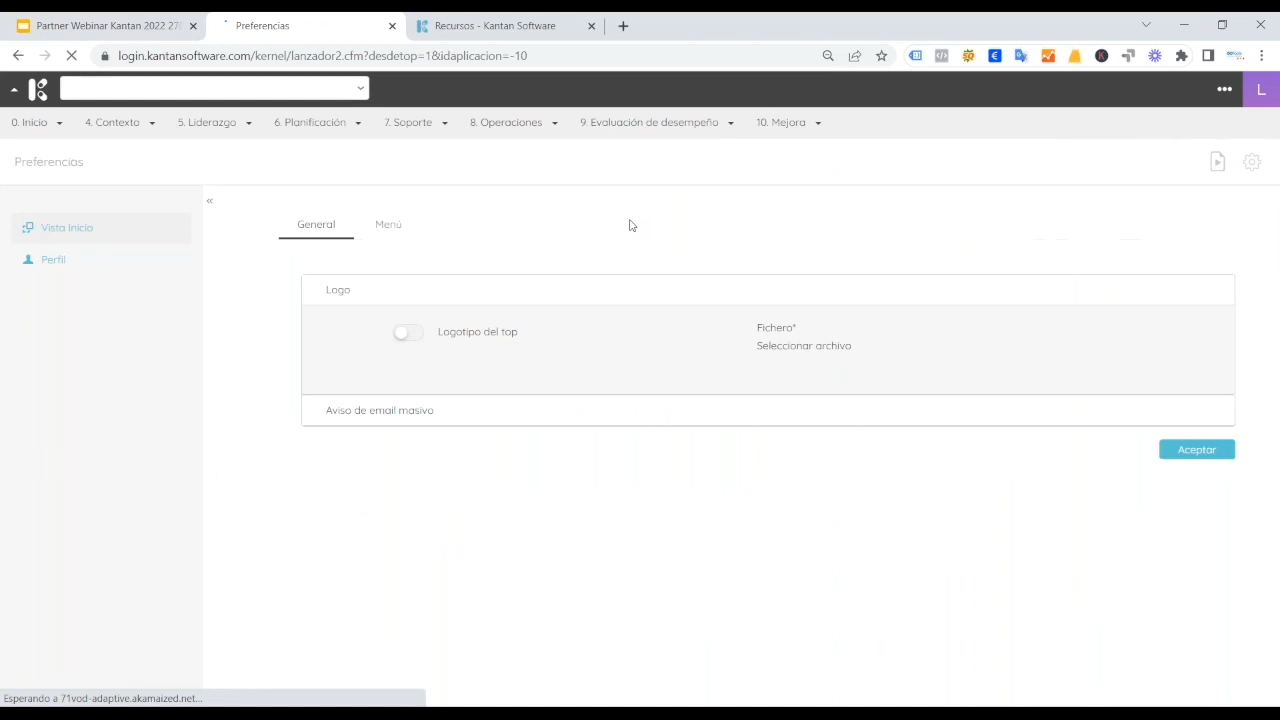 Partner Webinar Kantan 2022 270
Preferencias
Recursos - Kantan Software
login.kantansoftware.com/kernel/lanzador2.cfm?desdetop=1&idaplicacion=-10
L
0. Inicio
4. Contexto
5. Liderazgo
6. Planificación
7. Soporte
8. Operaciones
9. Evaluación de desempeño
10. Mejora
Preferencias
Vista Inicio
Perfil
General
Menú
Logo
Logotipo del top
Fichero*
Seleccionar archivo
Aviso de email masivo
Aceptar
Esperando a 71vod-adaptive.akamaized.net...